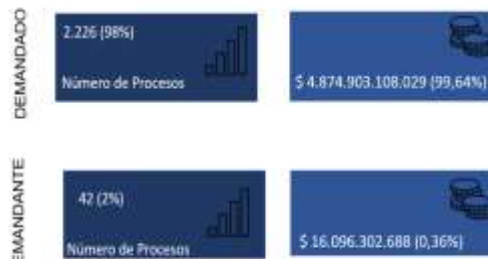 DEMANDADO
2.226 (98%)
Número de Procesos
$ 4.874.903.108.029 (99,64%)
DEMANDANTE
42 (2%)
Número de Procesos
$ 16.096.302.688 (0,36%)